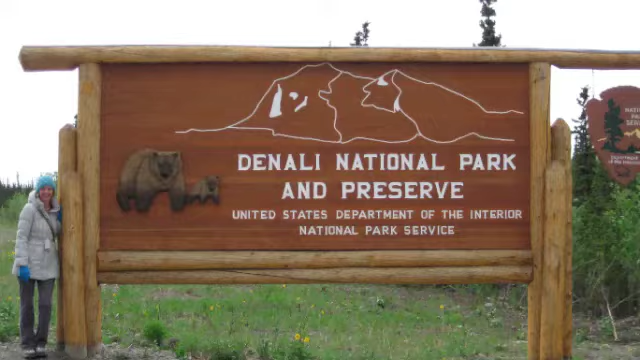 DENALI NATIONAL PARK
AND PRESERVE
UNITED STATES DEPARTMENT OF THE INTERIOR
NATIONAL PARK SERVICE